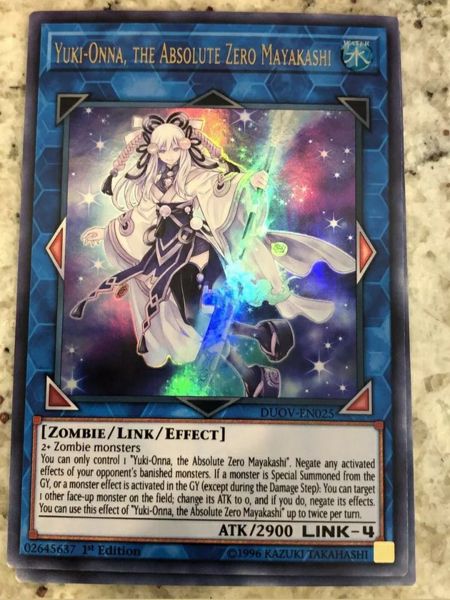 Yuki-Onna, the Absolute Zero Mayakashi
WATER
水
DUOV-EN025
[Zombie/Link/Effect]
2+ Zombie monsters
You can only control 1 "Yuki-Onna, the Absolute Zero Mayakashi". Negate any activated
effects of your opponent's banished monsters. If a monster is Special Summoned from the
GY, or a monster effect is activated in the GY (except during the Damage Step): You can target
1 other face-up monster on the field; change its ATK to 0, and if you do, negate its effects.
You can use this effect of "Yuki-Onna, the Absolute Zero Mayakashi" up to twice per turn.
ATK/2900 LINK-4
02645637 1st Edition ©1996 KAZUKI TAKAHASHI